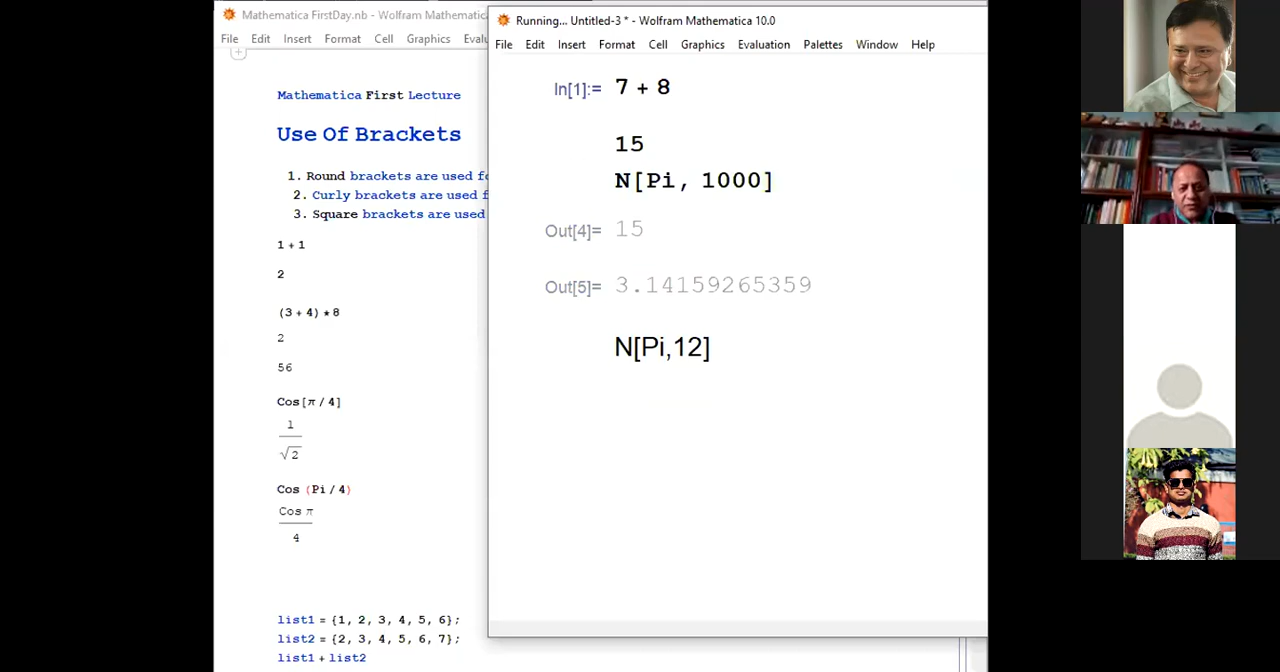 Mathematica FirstDay.nb - Wolfram Mathematica
File Edit Insert Format Cell Graphics
Mathematica First Lecture
Use Of Brackets
1. Round brackets are used
2. Curly brackets are used
3. Square brackets are used
1 + 1
2
(3 + 4) * 8
2
56
Cos[π / 4]
1
√2
Cos (Pi / 4)
Cos π
4
list1 = {1, 2, 3, 4, 5, 6};
list2 = {2, 3, 4, 5, 6, 7};
list1 + list2
Running... Untitled-3 * - Wolfram Mathematica 10.0
File Edit Insert Format Cell Graphics Evaluation Palettes Window Help
In[1]:= 7 + 8
15
N[Pi, 1000]
Out[4]= 15
Out[5]= 3.14159265359
N[Pi,12]